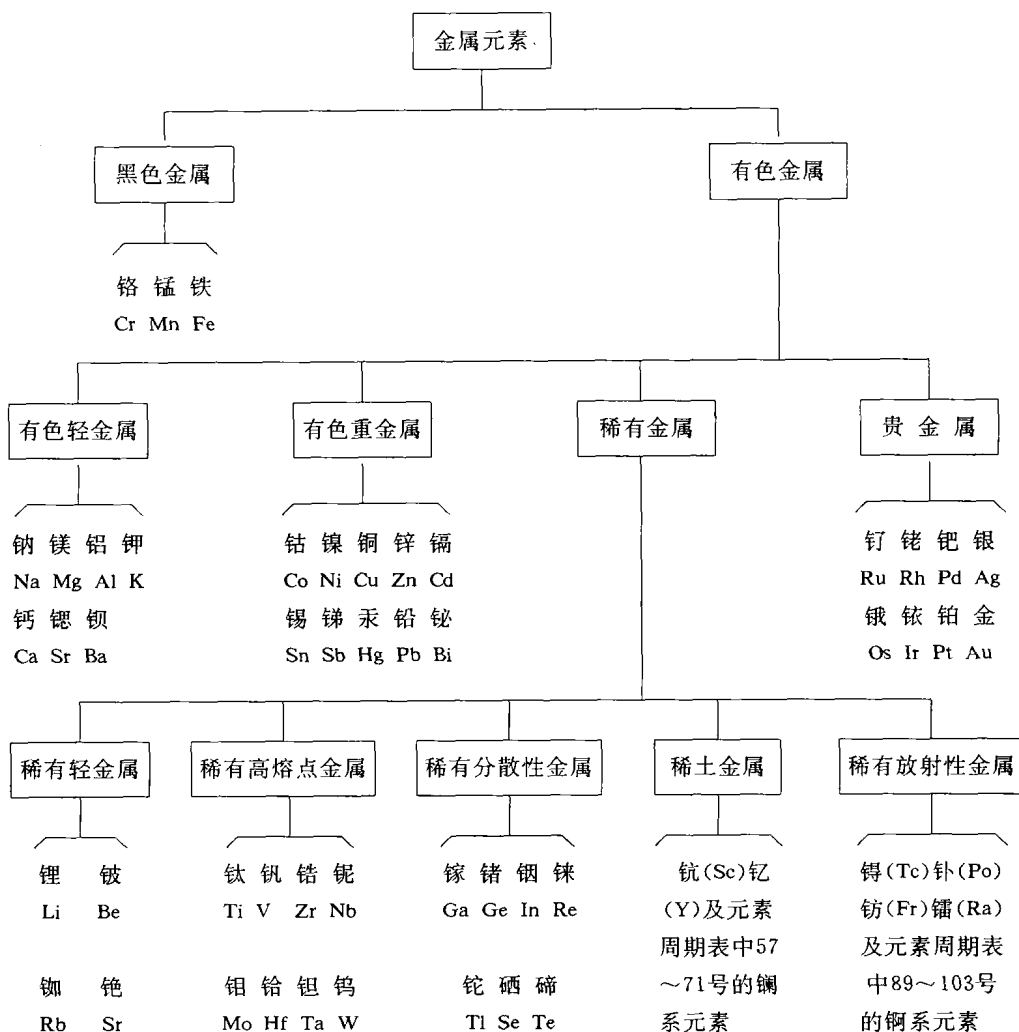 金属元素
黑色金属
有色金属
铬 锰 铁
Cr Mn Fe
有色轻金属
有色重金属
稀有金属
贵 金 属
钠 镁 铝 钾
Na Mg Al K
钙 锶 钡
Ca Sr Ba
钴 镍 铜 锌 镉
Co Ni Cu Zn Cd
锡 锑 汞 铅 铋
Sn Sb Hg Pb Bi
钌 铑 钯 银
Ru Rh Pd Ag
锇 铱 铂 金
Os Ir Pt Au
稀有轻金属
稀有高熔点金属
稀有分散性金属
稀土金属
稀有放射性金属
锂 铍
Li Be
铷 铯
Rb Sr
钛 钒 锆 铌
Ti V Zr Nb
钼 铪 钽 钨
Mo Hf Ta W
镓 锗 铟 铼
Ga Ge In Re
铊 硒 碲
Tl Se Te
钪(Sc)钇
(Y)及元素
周期表中57
～71号的镧
系元素
锝(Tc)钋(Po)
钫(Fr)镭(Ra)
及元素周期表
中89～103号
的锕系元素